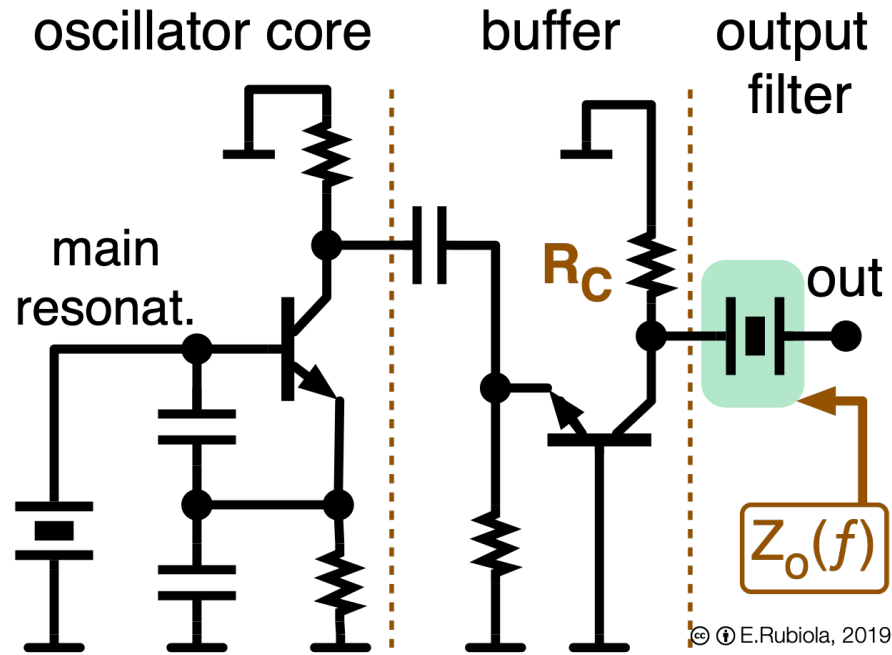 oscillator core
buffer
output
filter
main
resonat.
R_C
out
Z_o(f)
🅭 🅯 E.Rubiola, 2019